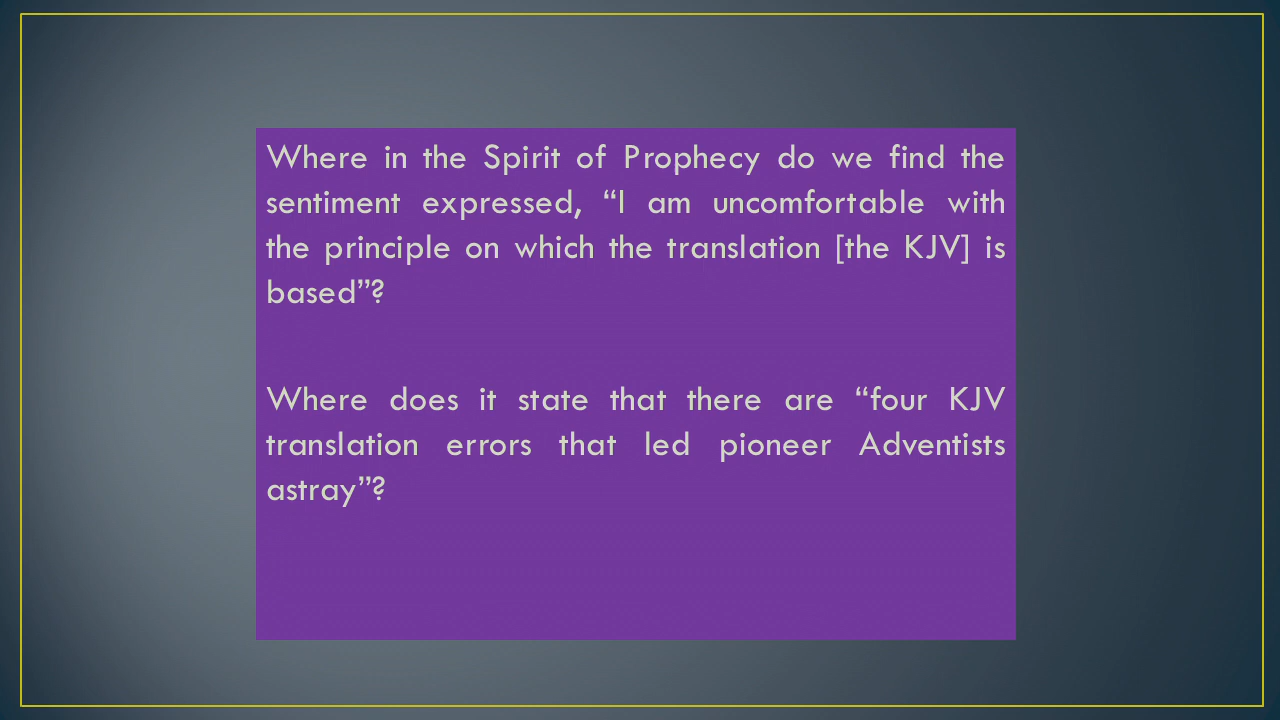 Where in the Spirit of Prophecy do we find the
sentiment expressed, “I am uncomfortable with
the principle on which the translation [the KJV] is
based”?
Where does it state that there are “four KJV
translation errors that led pioneer Adventists
astray”?